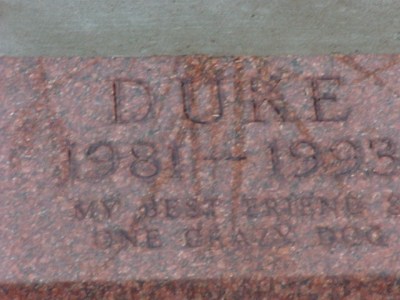 DUKE
1981-1993
MY BEST FRIEND &
ONE CRAZY DOG